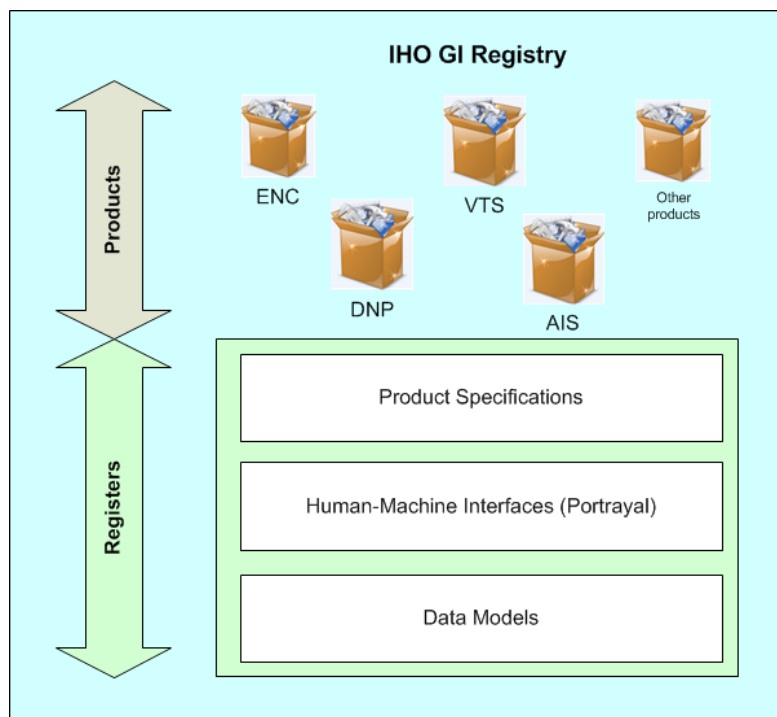 IHO GI Registry
Products
ENC
VTS
Other
products
DNP
AIS
Registers
Product Specifications
Human-Machine Interfaces (Portrayal)
Data Models